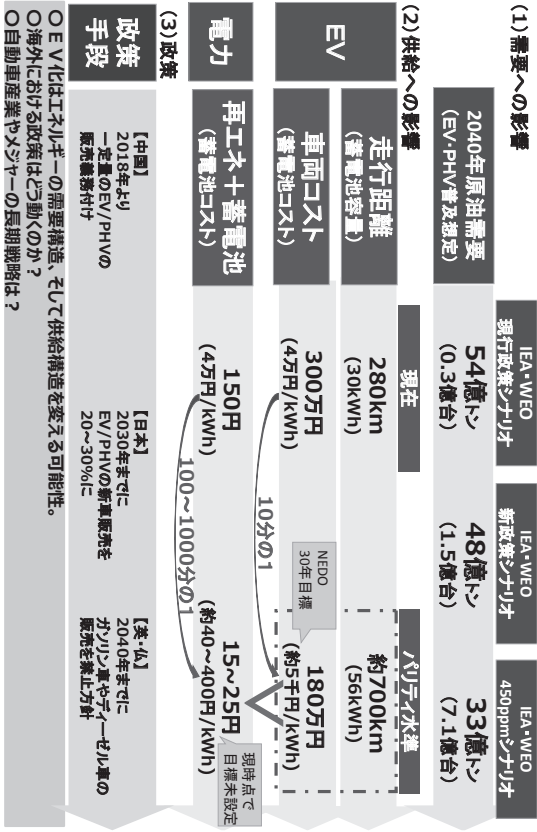 (1)需要への影響
IEA・WEO
現行政策シナリオ
IEA・WEO
新政策シナリオ
IEA・WEO
450ppmシナリオ
2040年原油需要
(EV・PHV普及想定)
54億トン
(0.3億台)
48億トン
(1.5億台)
33億トン
(7.1億台)
(2)供給への影響
現在
パリティ水準
EV
走行距離
(蓄電池容量)
280km
(30kWh)
約700km
(56kWh)
車両コスト
(蓄電池コスト)
300万円
(4万円/kWh)
10分の1
NEDO
30年目標
180万円
(約5千円/kWh)
電力
再エネ+蓄電池
(蓄電池コスト)
150円
(4万円/kWh)
100~1000分の1
15~25円
(約40~400円/kWh)
現時点で
目標未設定
(3)政策
政策
手段
【中国】
2018年より
一定量のEV/PHVの
販売義務付け
【日本】
2030年までに
EV/PHVの新車販売を
20~30%に
【英・仏】
2040年までに
ガソリン車やディーゼル車の
販売を禁止方針
○EV化はエネルギーの需要構造、そして供給構造を変える可能性。
○海外における政策はどう動くのか?
○自動車産業やメジャーの長期戦略は?